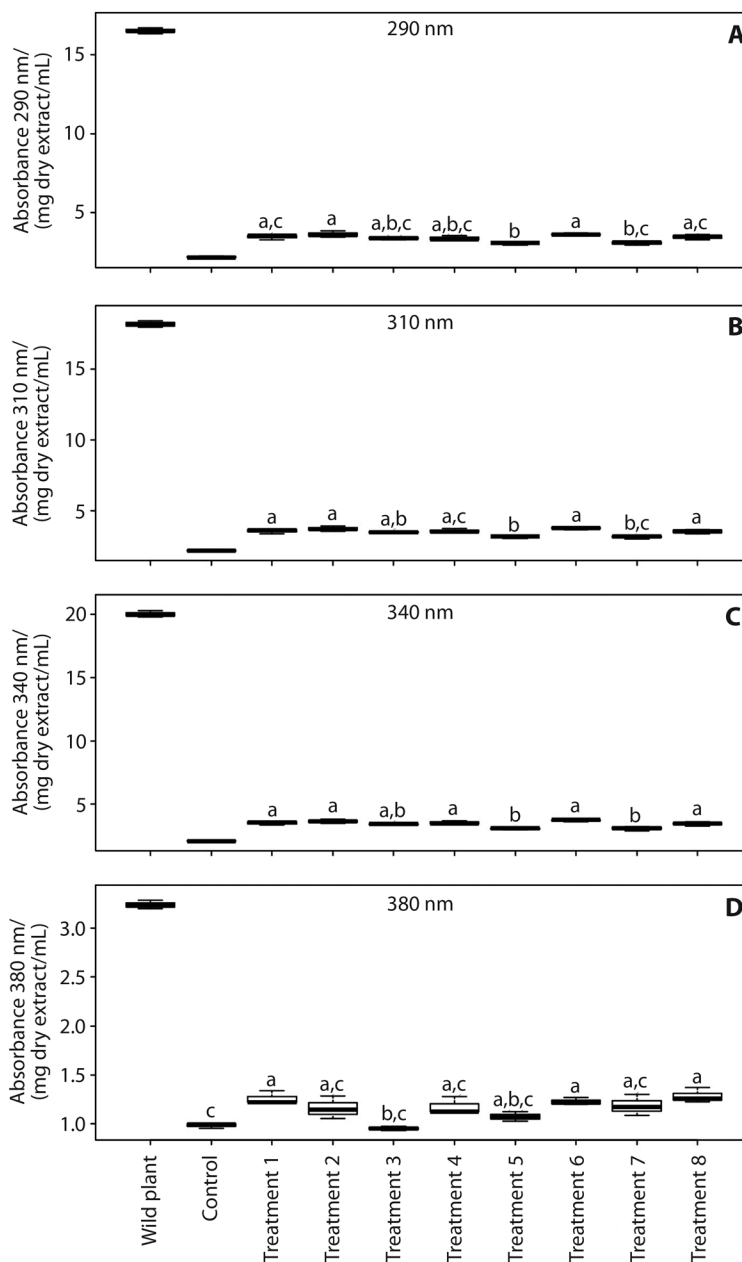 290 nm
A
Absorbance 290 nm/
(mg dry extract/mL)
15
10
5
a,c
a
a,b,c
a,b,c
b
a
b,c
a,c
310 nm
B
Absorbance 310 nm/
(mg dry extract/mL)
15
10
5
a
a
a,b
a,c
b
a
b,c
a
340 nm
C
Absorbance 340 nm/
(mg dry extract/mL)
20
15
10
5
a
a
a,b
a
b
a
b
a
380 nm
D
Absorbance 380 nm/
(mg dry extract/mL)
3.0
2.5
2.0
1.5
1.0
c
a
a,c
b,c
a,c
a,b,c
a
a,c
a
Wild plant
Control
Treatment 1
Treatment 2
Treatment 3
Treatment 4
Treatment 5
Treatment 6
Treatment 7
Treatment 8